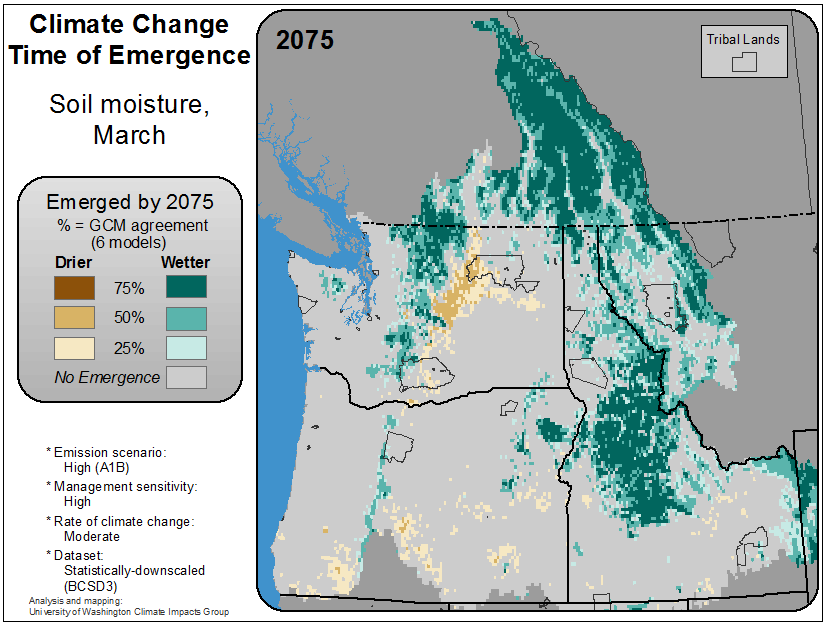 Climate Change
Time of Emergence
Soil moisture,
March
Emerged by 2075
% = GCM agreement
(6 models)
Drier Wetter
75%
50%
25%
No Emergence
* Emission scenario:
High (A1B)
* Management sensitivity:
High
* Rate of climate change:
Moderate
* Dataset:
Statistically-downscaled
(BCSD3)
Analysis and mapping:
University of Washington Climate Impacts Group
2075
Tribal Lands